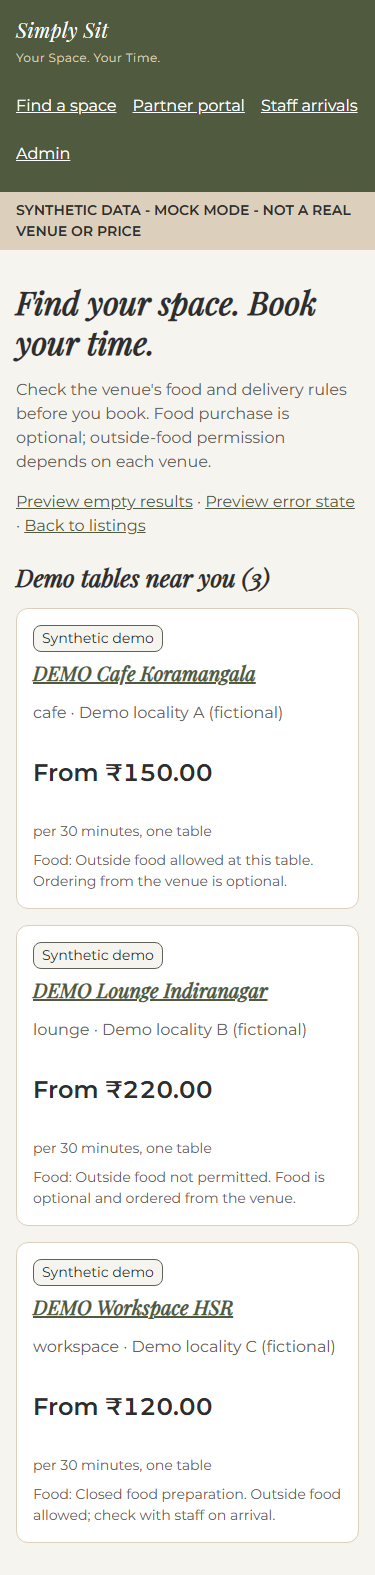 Simply Sit
Your Space. Your Time.
Find a space Partner portal Staff arrivals
Admin
SYNTHETIC DATA - MOCK MODE - NOT A REAL
VENUE OR PRICE
Find your space. Book
your time.
Check the venue's food and delivery rules
before you book. Food purchase is
optional; outside-food permission
depends on each venue.
Preview empty results · Preview error state
· Back to listings
Demo tables near you (3)
Synthetic demo
DEMO Cafe Koramangala
cafe · Demo locality A (fictional)
From ₹150.00
per 30 minutes, one table
Food: Outside food allowed at this table.
Ordering from the venue is optional.
Synthetic demo
DEMO Lounge Indiranagar
lounge · Demo locality B (fictional)
From ₹220.00
per 30 minutes, one table
Food: Outside food not permitted. Food is
optional and ordered from the venue.
Synthetic demo
DEMO Workspace HSR
workspace · Demo locality C (fictional)
From ₹120.00
per 30 minutes, one table
Food: Closed food preparation. Outside food
allowed; check with staff on arrival.